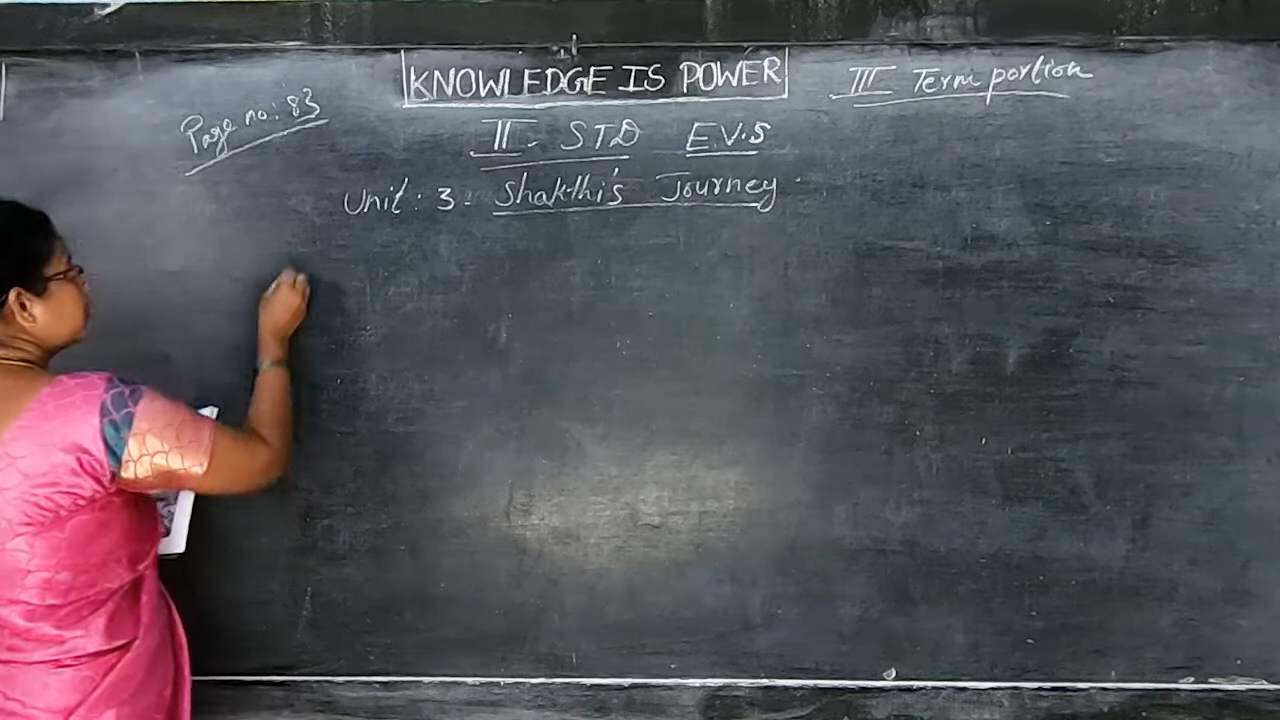 KNOWLEDGE IS POWER
III Term portion
Page no: 83
II - STD E.V.S
Unit: 3: Shakthi's Journey